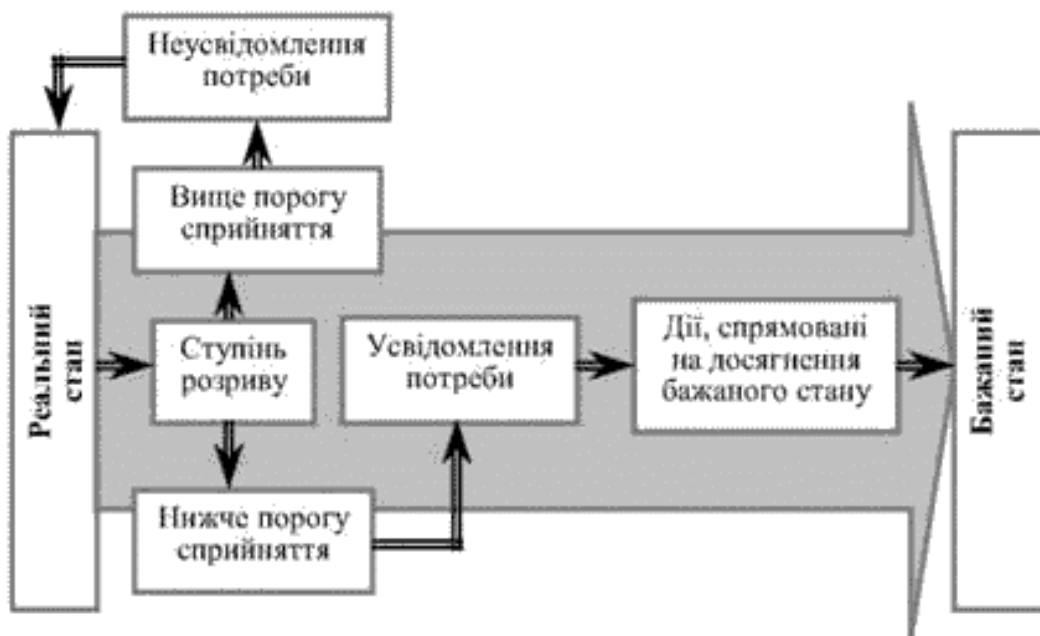 Неусвідомлення
потреби
Вище порогу
сприйняття
Реальний
стан
Ступінь
розриву
Усвідомлення
потреби
Дії, спрямовані
на досягнення
бажаного стану
Бажаний
стан
Нижче порогу
сприйняття